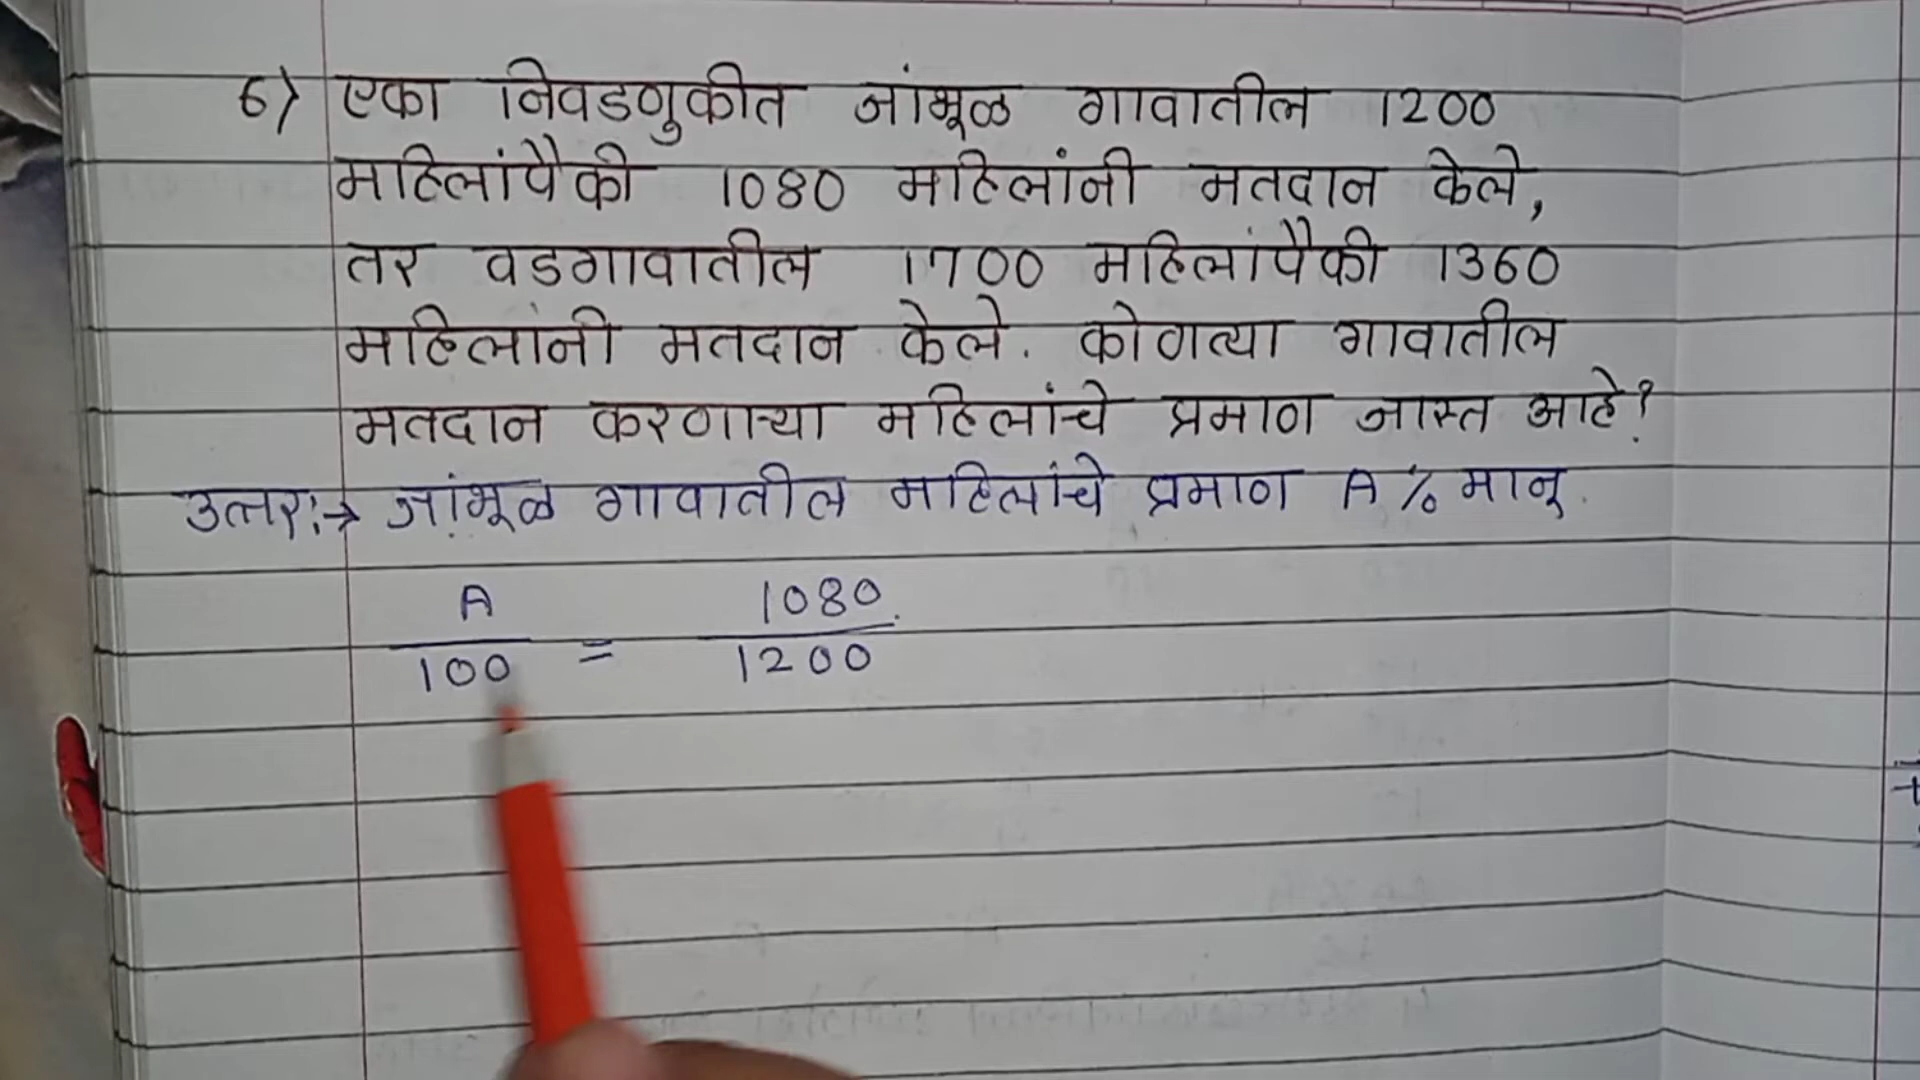 6) एका निवडणुकीत जांभूळ गावातील 1200
महिलांपैकी 1080 महिलांनी मतदान केले,
तर वडगावातील 1700 महिलांपैकी 1360
महिलांनी मतदान केले. कोणत्या गावातील
मतदान करणाऱ्या महिलांचे प्रमाण जास्त आहे?
उत्तर:→ जांभूळ गावातील महिलांचे प्रमाण A % मानू.
A/100 = 1080/1200